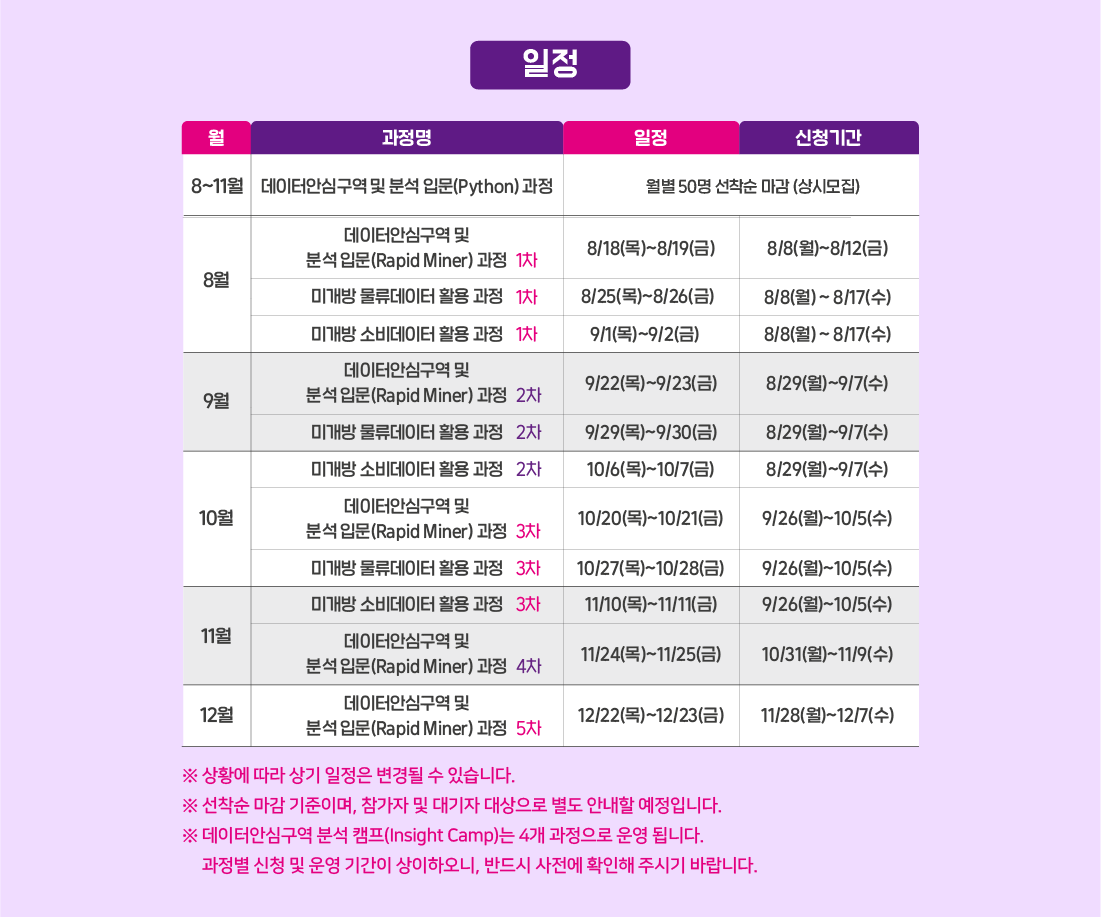 일정
월 과정명 일정 신청기간
8~11월 데이터안심구역 및 분석 입문(Python) 과정 월별 50명 선착순 마감 (상시모집)
8월
데이터안심구역 및
분석 입문(Rapid Miner) 과정 1차 8/18(목)~8/19(금) 8/8(월)~8/12(금)
미개방 물류데이터 활용 과정 1차 8/25(목)~8/26(금) 8/8(월) ~ 8/17(수)
미개방 소비데이터 활용 과정 1차 9/1(목)~9/2(금) 8/8(월) ~ 8/17(수)
9월
데이터안심구역 및
분석 입문(Rapid Miner) 과정 2차 9/22(목)~9/23(금) 8/29(월)~9/7(수)
미개방 물류데이터 활용 과정 2차 9/29(목)~9/30(금) 8/29(월)~9/7(수)
10월
미개방 소비데이터 활용 과정 2차 10/6(목)~10/7(금) 8/29(월)~9/7(수)
데이터안심구역 및
분석 입문(Rapid Miner) 과정 3차 10/20(목)~10/21(금) 9/26(월)~10/5(수)
미개방 물류데이터 활용 과정 3차 10/27(목)~10/28(금) 9/26(월)~10/5(수)
11월
미개방 소비데이터 활용 과정 3차 11/10(목)~11/11(금) 9/26(월)~10/5(수)
데이터안심구역 및
분석 입문(Rapid Miner) 과정 4차 11/24(목)~11/25(금) 10/31(월)~11/9(수)
12월
데이터안심구역 및
분석 입문(Rapid Miner) 과정 5차 12/22(목)~12/23(금) 11/28(월)~12/7(수)
※ 상황에 따라 상기 일정은 변경될 수 있습니다.
※ 선착순 마감 기준이며, 참가자 및 대기자 대상으로 별도 안내할 예정입니다.
※ 데이터안심구역 분석 캠프(Insight Camp)는 4개 과정으로 운영 됩니다.
과정별 신청 및 운영 기간이 상이하오니, 반드시 사전에 확인해 주시기 바랍니다.